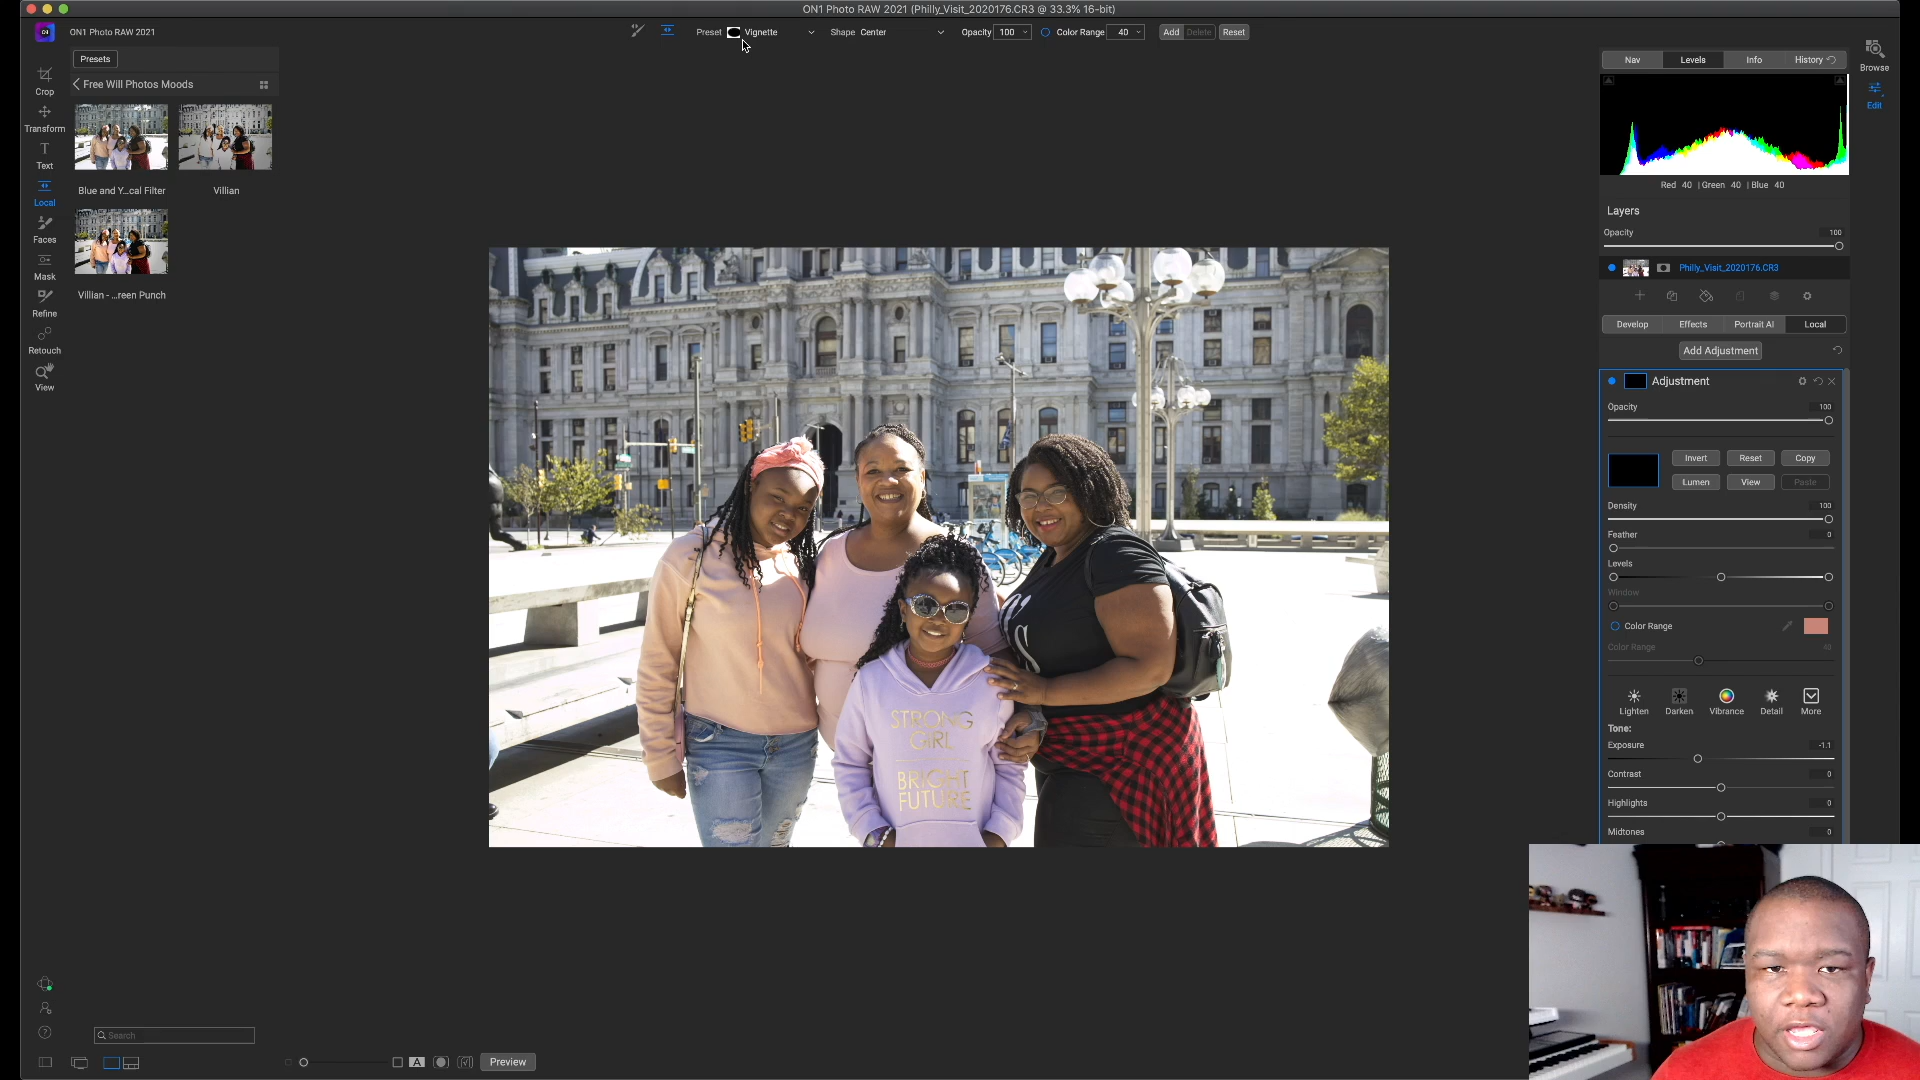 ON1 Photo RAW 2021 (Philly_Visit_2020176.CR3 @ 33.3% 16-bit)
ON1 Photo RAW 2021
Preset Vignette Shape Center Opacity 100 Color Range 40 Add Delete Reset
Presets
Free Will Photos Moods
Blue and Y...cal Filter
Villian
Villian - ...reen Punch
Crop
Transform
Text
Local
Faces
Mask
Refine
Retouch
View
STRONG
GIRL
BRIGHT
FUTURE
Search
A
Preview
Nav Levels Info History
Browse
Edit
Red 40 | Green 40 | Blue 40
Layers
Opacity 100
Philly_Visit_2020176.CR3
Develop Effects Portrait AI Local
Add Adjustment
Adjustment
Opacity 100
Invert Reset Copy
Lumen View Paste
Density 100
Feather 0
Levels
Window
Color Range
Color Range 40
Lighten Darken Vibrance Detail More
Tone:
Exposure -1.1
Contrast 0
Highlights 0
Midtones 0